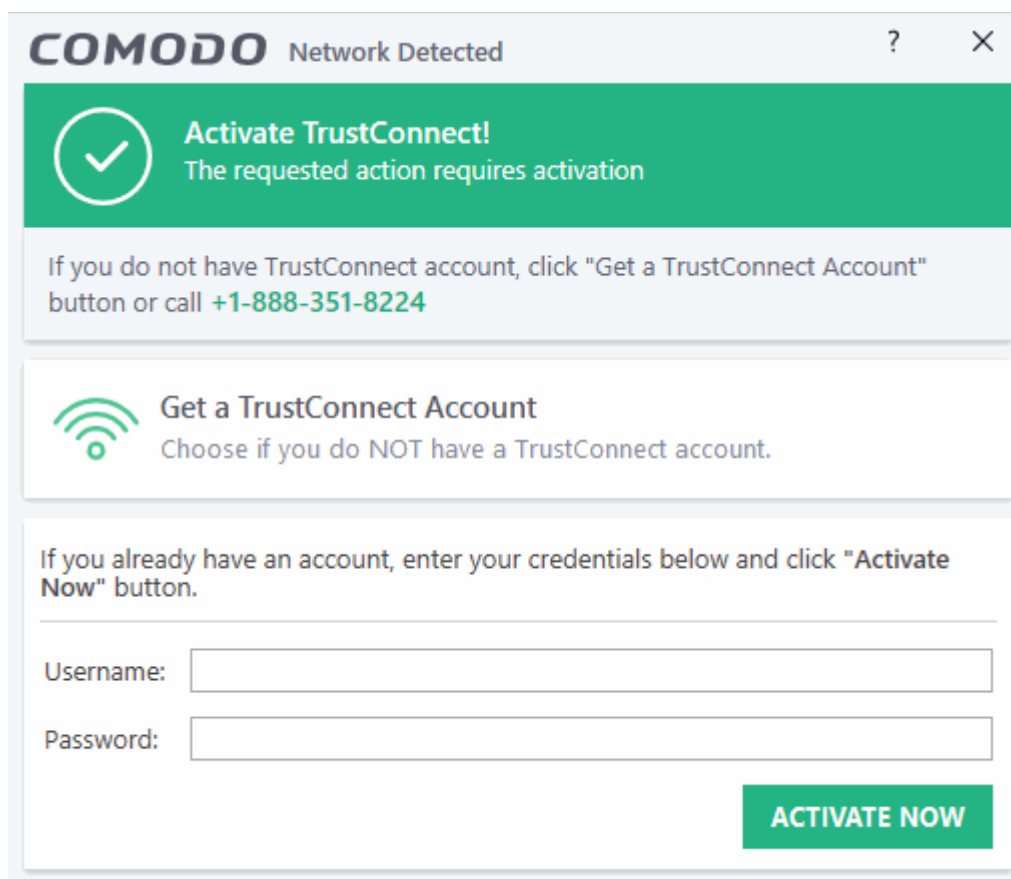 COMODO Network Detected ?
Activate TrustConnect!
The requested action requires activation
If you do not have TrustConnect account, click "Get a TrustConnect Account"
button or call +1-888-351-8224
Get a TrustConnect Account
Choose if you do NOT have a TrustConnect account.
If you already have an account, enter your credentials below and click "Activate
Now" button.
Username:
Password:
ACTIVATE NOW